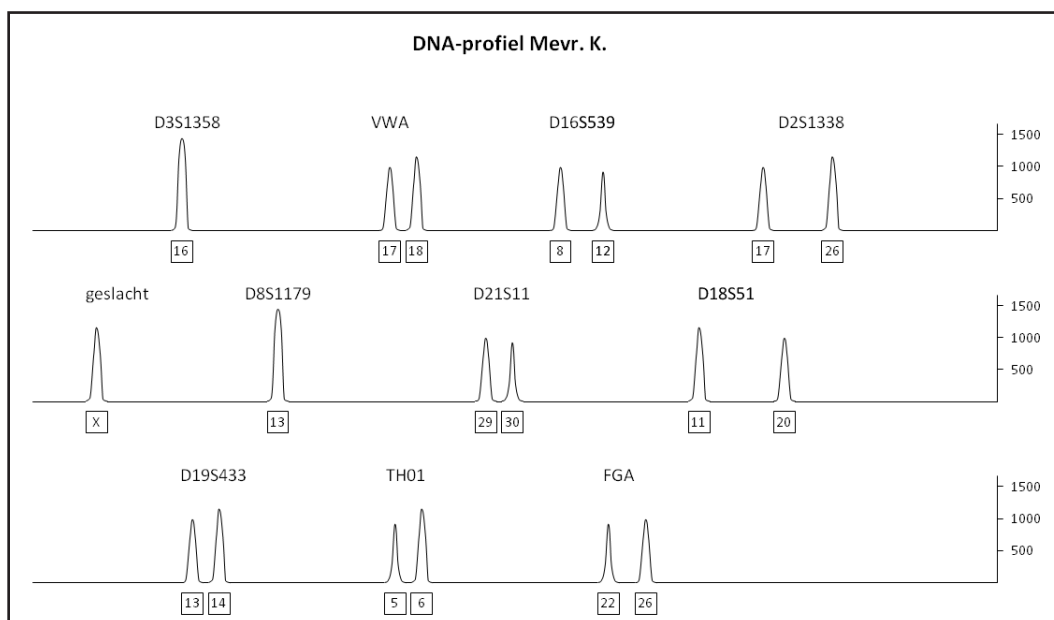 DNA-profiel Mevr. K.
D3S1358 VWA D16S539 D2S1338
1500
1000
500
16 17 18 8 12 17 26
geslacht D8S1179 D21S11 D18S51
1500
1000
500
X 13 29 30 11 20
D19S433 TH01 FGA
1500
1000
500
13 14 5 6 22 26